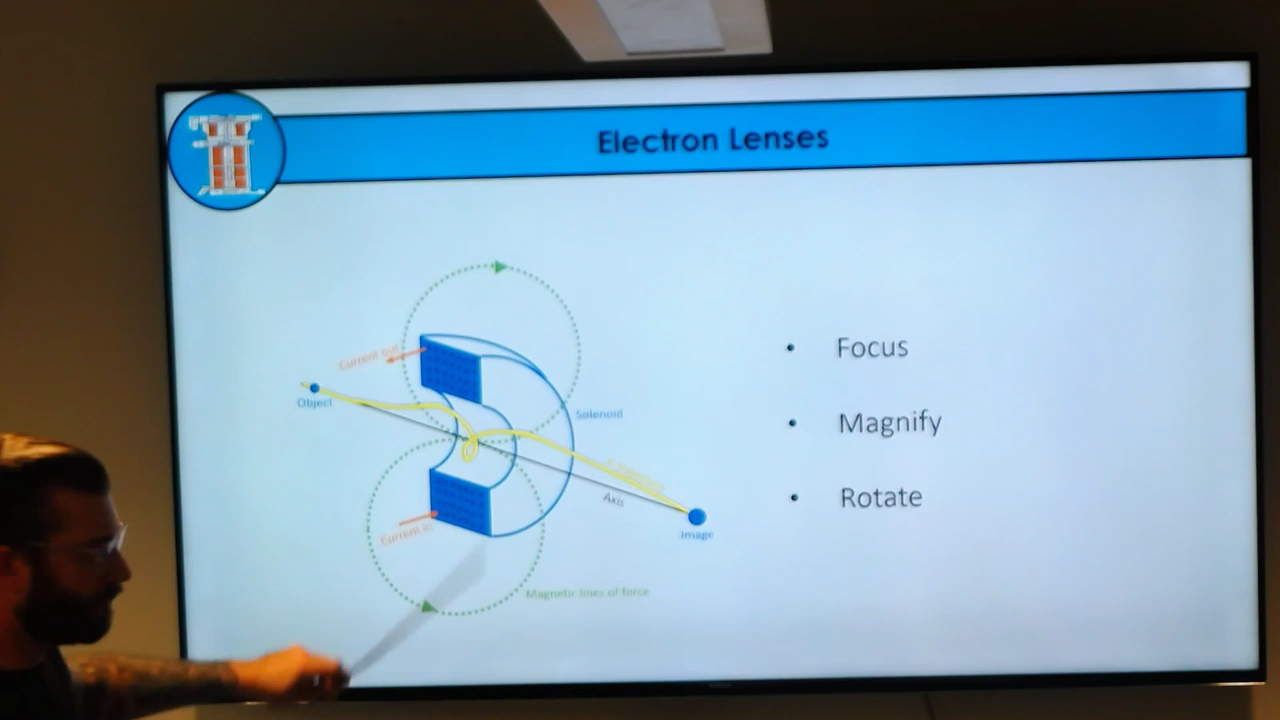 Electron Lenses
Current out
Object
Solenoid
Axis
Image
Current in
Magnetic lines of force
• Focus
• Magnify
• Rotate